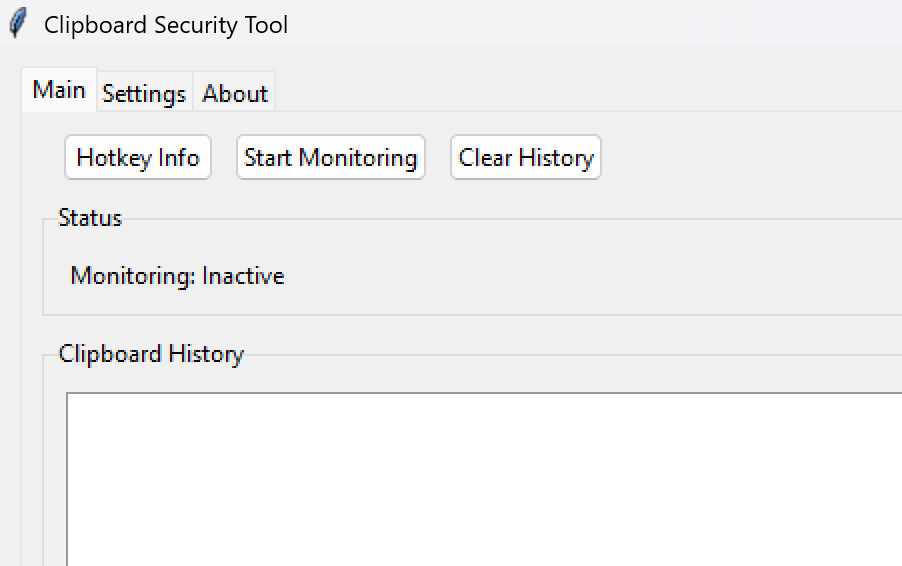 Clipboard Security Tool
Main Settings About
Hotkey Info Start Monitoring Clear History
Status
Monitoring: Inactive
Clipboard History